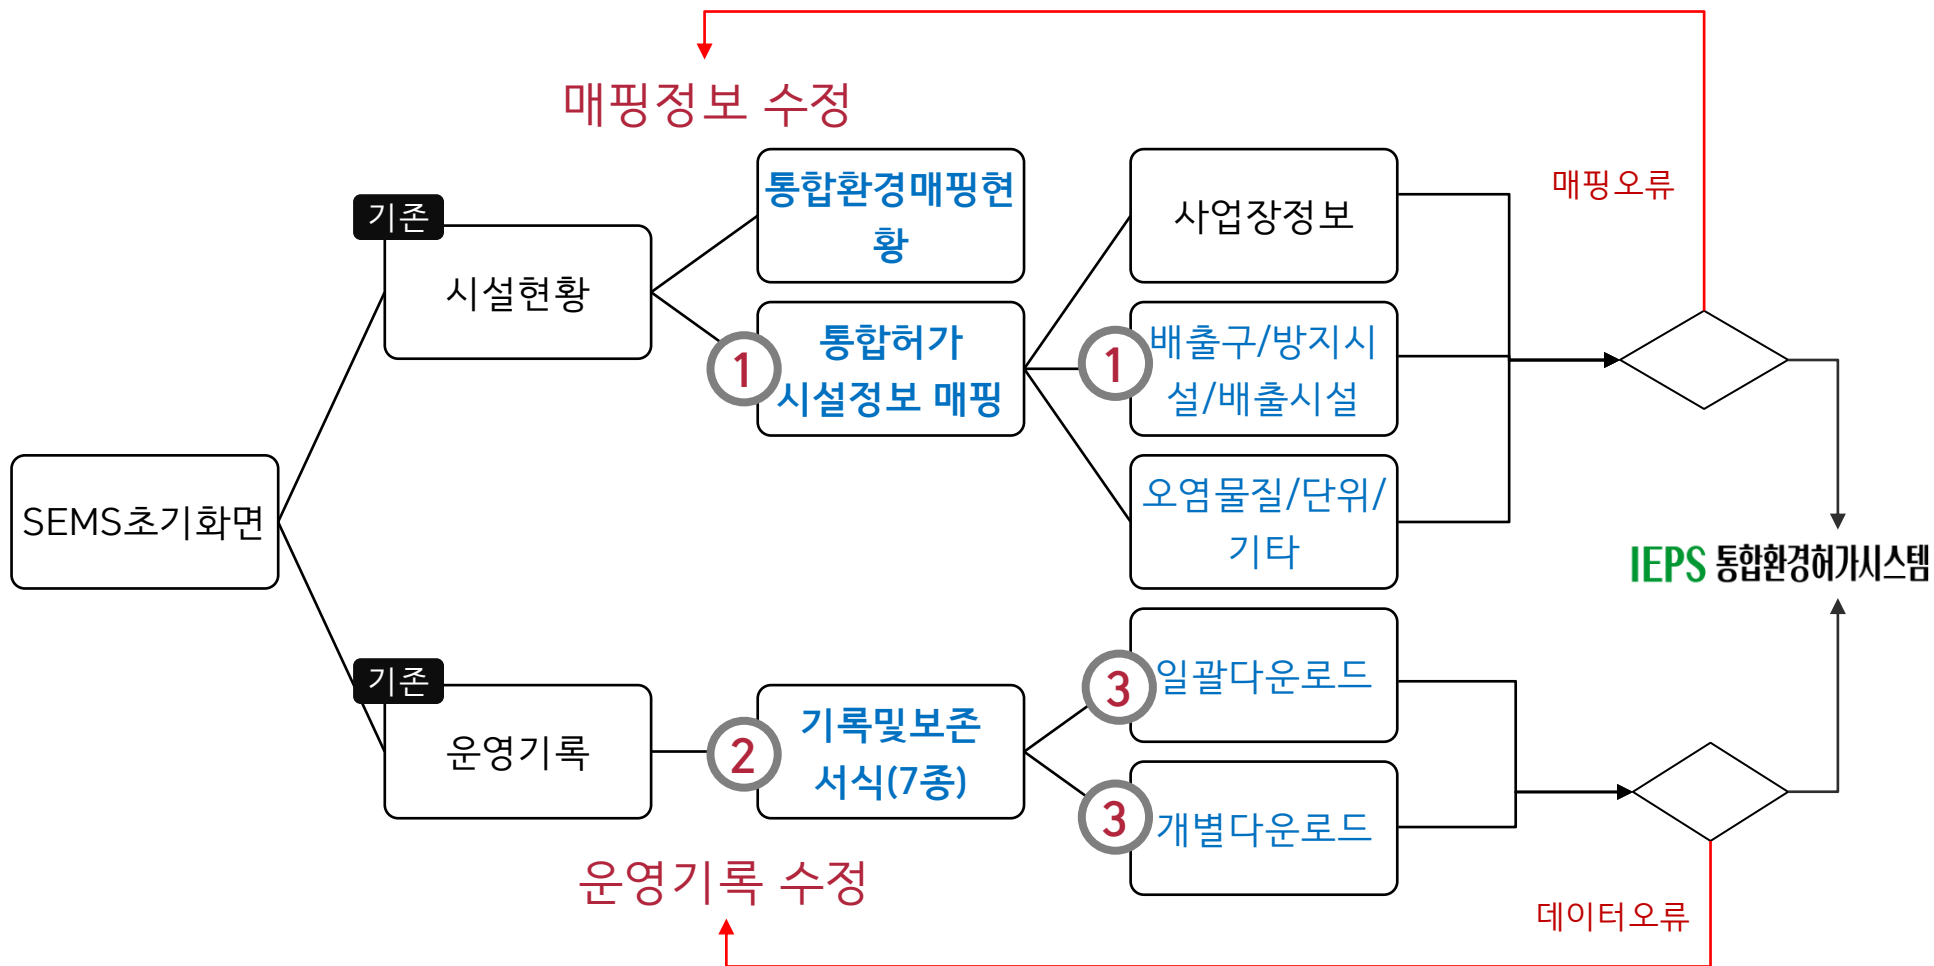 매핑정보 수정
통합환경매핑현
황
사업장정보
매핑오류
기존
시설현황
1
통합허가
시설정보 매핑
1
배출구/방지시
설/배출시설
SEMS초기화면
오염물질/단위/
기타
IEPS 통합환경허가시스템
기존
운영기록
2
기록및보존
서식(7종)
3
일괄다운로드
3
개별다운로드
운영기록 수정
데이터오류